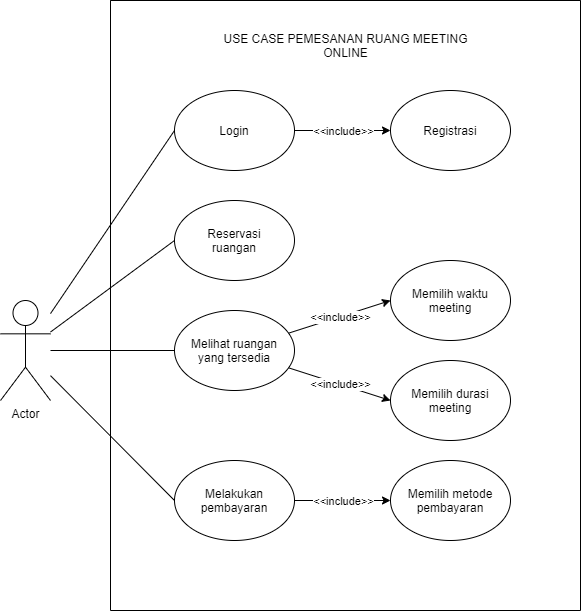 USE CASE PEMESANAN RUANG MEETING
ONLINE
Login
<<include>>
Registrasi
Reservasi
ruangan
Melihat ruangan
yang tersedia
<<include>>
Memilih waktu
meeting
<<include>>
Memilih durasi
meeting
Actor
Melakukan
pembayaran
<<include>>
Memilih metode
pembayaran